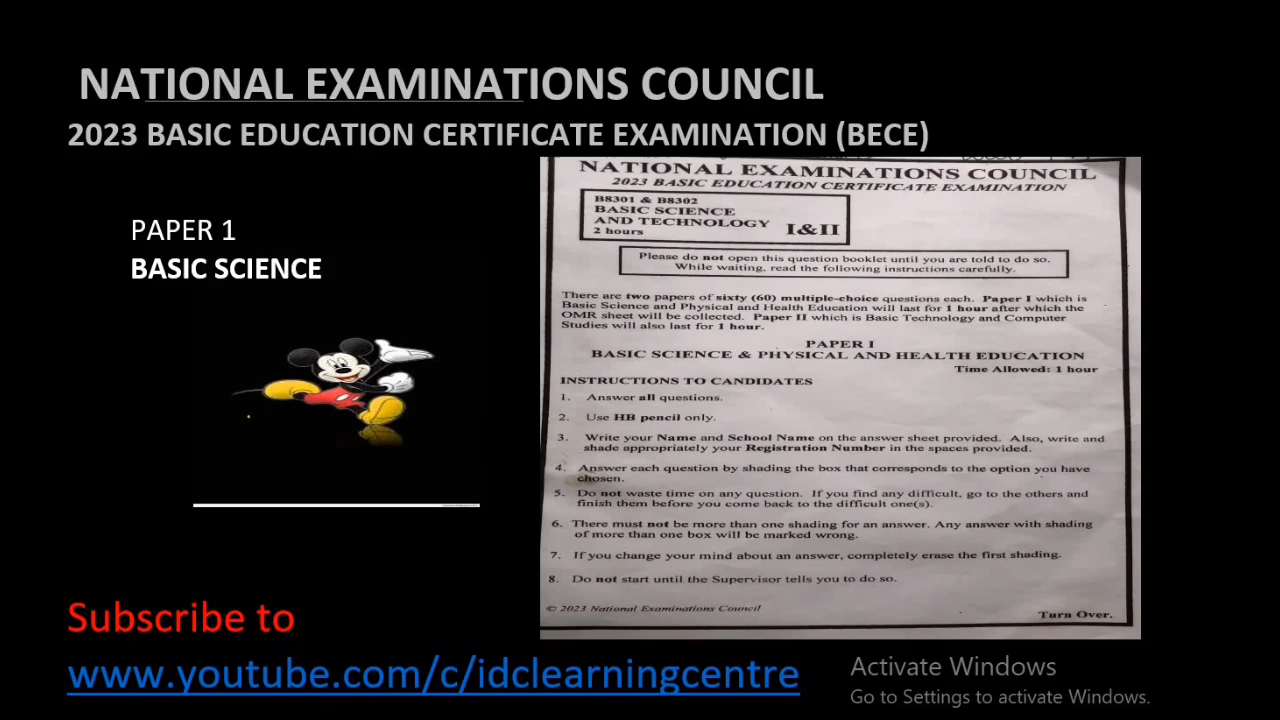 NATIONAL EXAMINATIONS COUNCIL
2023 BASIC EDUCATION CERTIFICATE EXAMINATION (BECE)
PAPER 1
BASIC SCIENCE
NATIONAL EXAMINATIONS COUNCIL
2023 BASIC EDUCATION CERTIFICATE EXAMINATION
B8301 & B8302
BASIC SCIENCE
AND TECHNOLOGY I&II
2 hours
Please do not open this question booklet until you are told to do so.
While waiting, read the following instructions carefully.
There are two papers of sixty (60) multiple-choice questions each. Paper I which is
Basic Science and Physical and Health Education will last for 1 hour after which the
OMR sheet will be collected. Paper II which is Basic Technology and Computer
Studies will also last for 1 hour.
PAPER I
BASIC SCIENCE & PHYSICAL AND HEALTH EDUCATION
Time Allowed: 1 hour
INSTRUCTIONS TO CANDIDATES
1. Answer all questions.
2. Use HB pencil only.
3. Write your Name and School Name on the answer sheet provided. Also, write and
shade appropriately your Registration Number in the spaces provided.
4. Answer each question by shading the box that corresponds to the option you have
chosen.
5. Do not waste time on any question. If you find any difficult, go to the others and
finish them before you come back to the difficult one(s).
6. There must not be more than one shading for an answer. Any answer with shading
of more than one box will be marked wrong.
7. If you change your mind about an answer, completely erase the first shading.
8. Do not start until the Supervisor tells you to do so.
© 2023 National Examinations Council
Turn Over.
Subscribe to
www.youtube.com/c/idclearningcentre
Activate Windows
Go to Settings to activate Windows.